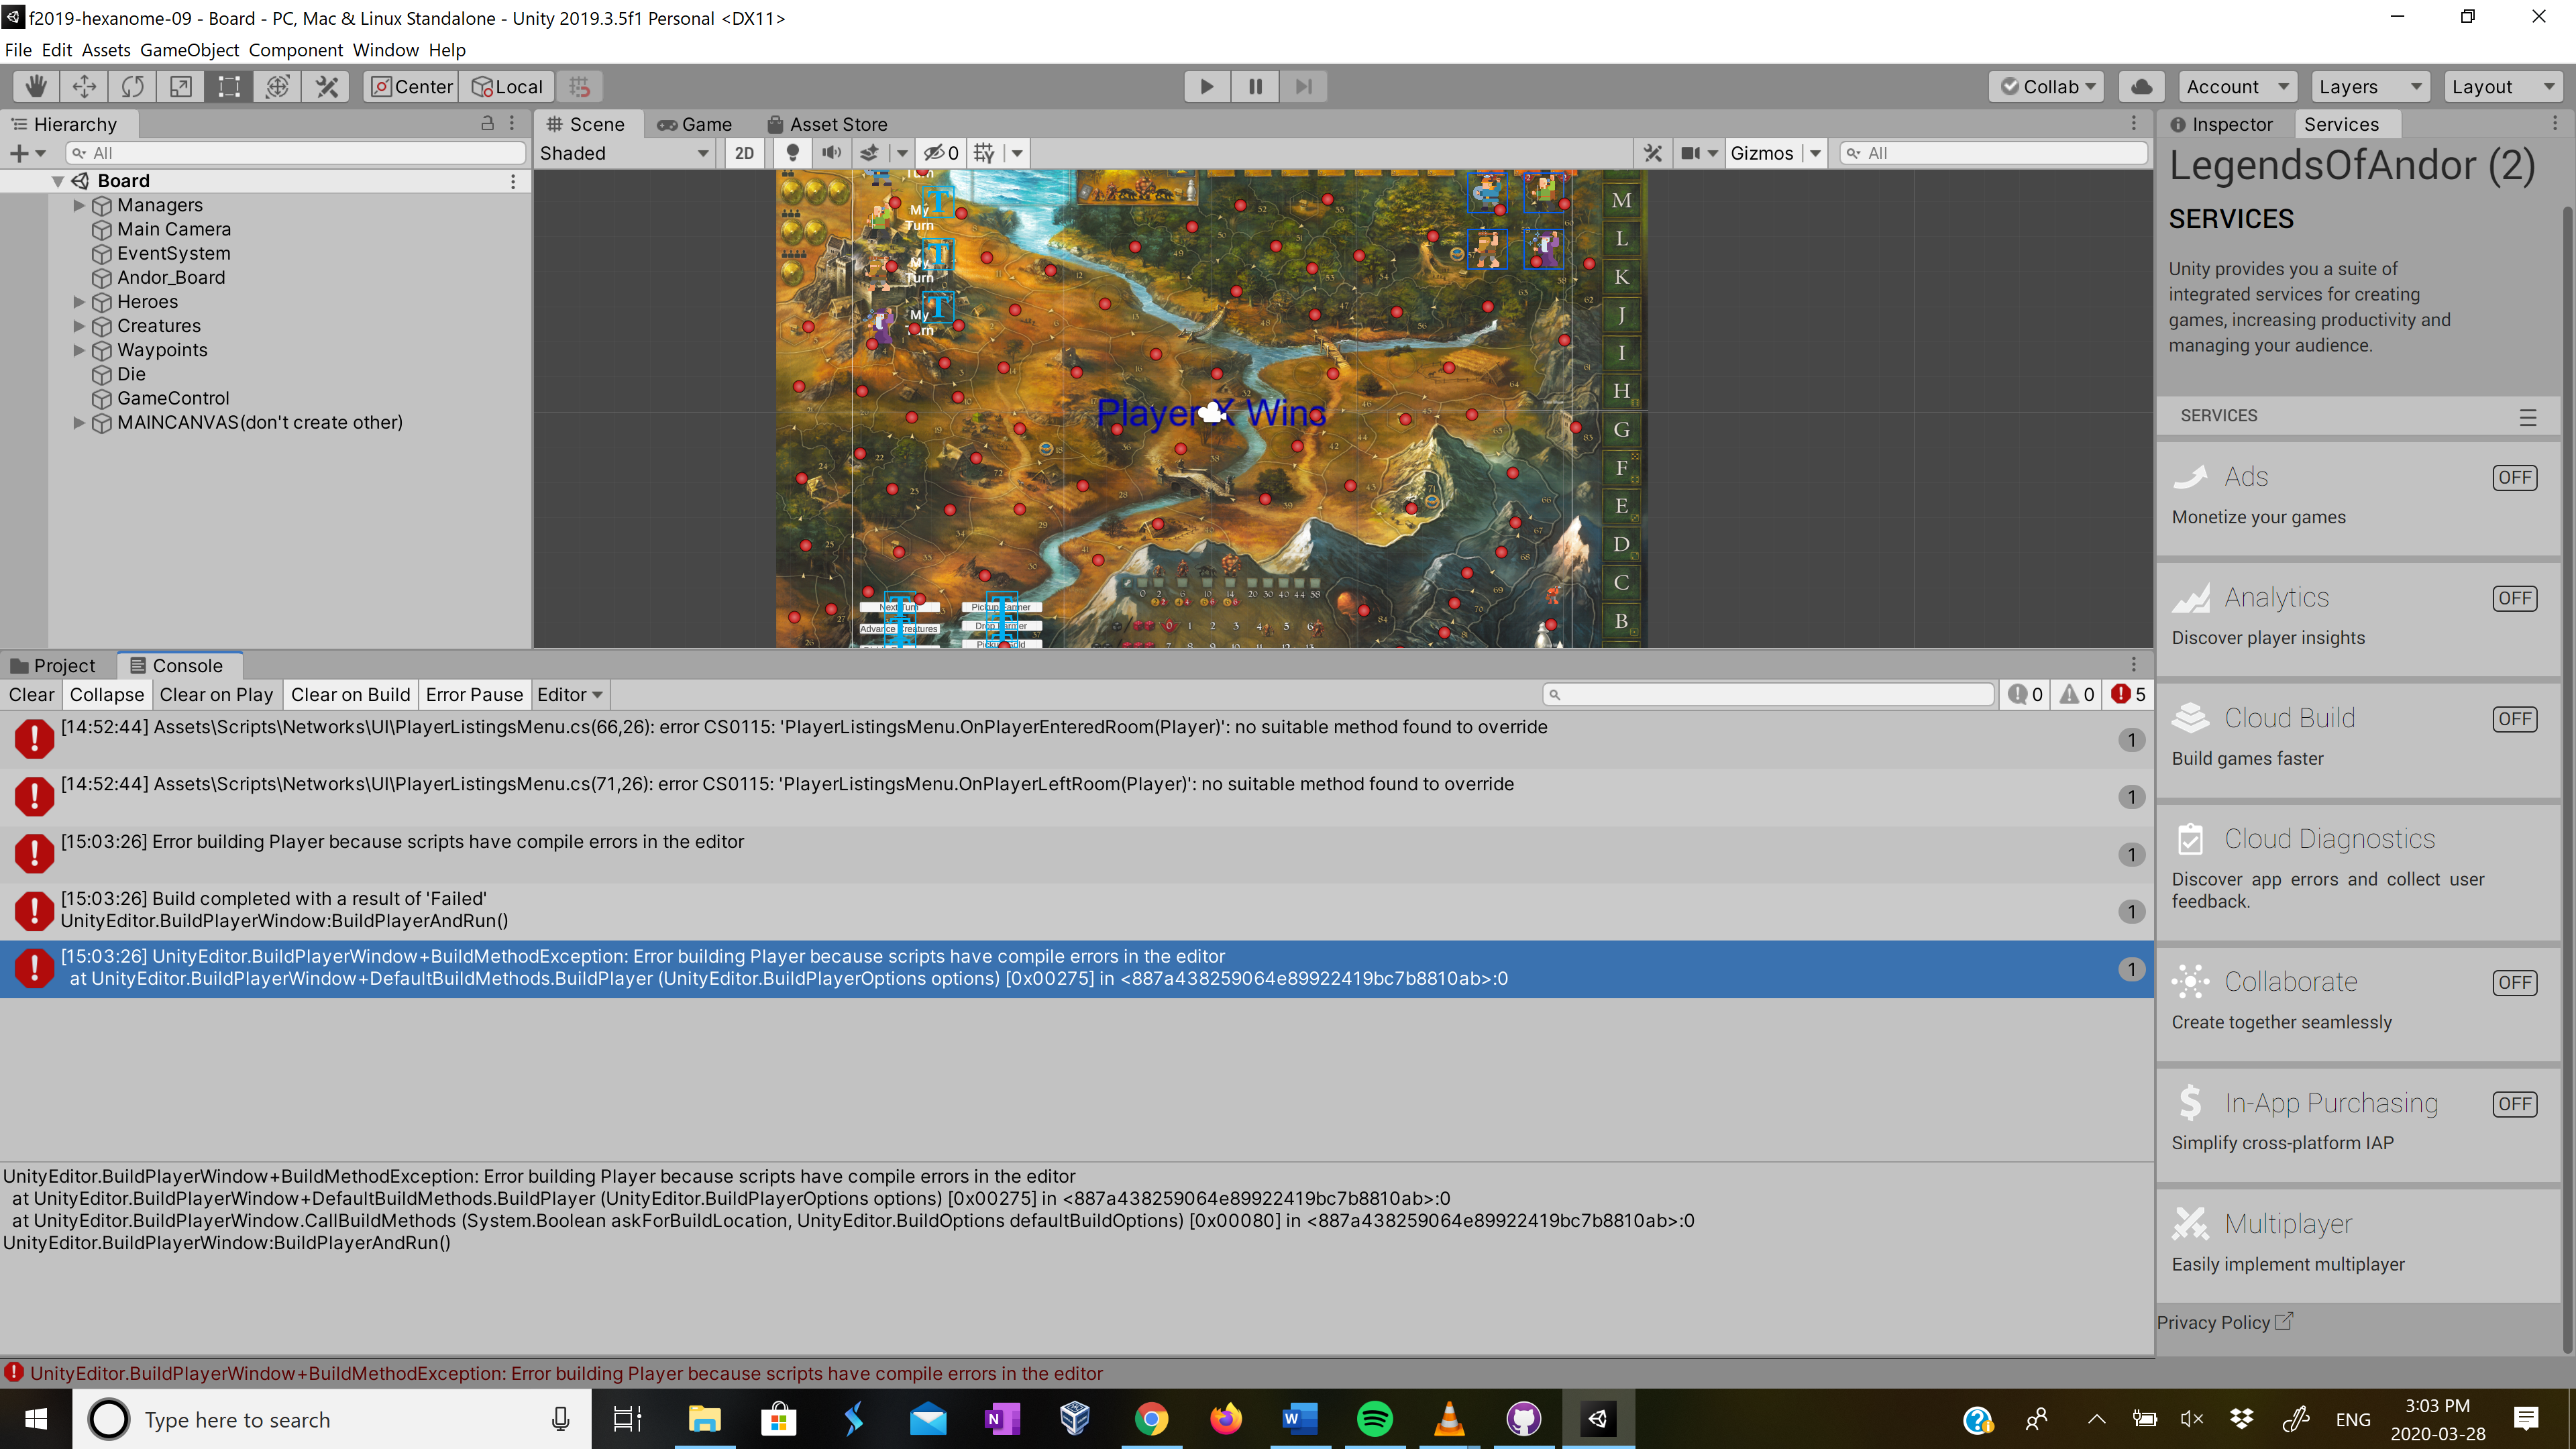 f2019-hexanome-09 - Board - PC, Mac & Linux Standalone - Unity 2019.3.5f1 Personal <DX11>
File Edit Assets GameObject Component Window Help
Center Local Collab Account Layers Layout
Hierarchy
All
Board
Managers
Main Camera
EventSystem
Andor_Board
Heroes
Creatures
Waypoints
Die
GameControl
MAINCANVAS(don't create other)
Scene Game Asset Store
Shaded 2D 0 Gizmos All
My
Turn
My
Turn
My
Player X Wins
M
L
K
J
I
H
G
F
E
D
C
B
Next Turn
Advance Creatures
Inspector Services
LegendsOfAndor (2)
SERVICES
Unity provides you a suite of
integrated services for creating
games, increasing productivity and
managing your audience.
SERVICES
Ads OFF
Monetize your games
Analytics OFF
Discover player insights
Cloud Build OFF
Build games faster
Cloud Diagnostics
Discover app errors and collect user
feedback.
Collaborate OFF
Create together seamlessly
In-App Purchasing OFF
Simplify cross-platform IAP
Multiplayer
Easily implement multiplayer
Privacy Policy
Project Console
Clear Collapse Clear on Play Clear on Build Error Pause Editor 0 0 5
[14:52:44] Assets\Scripts\Networks\UI\PlayerListingsMenu.cs(66,26): error CS0115: 'PlayerListingsMenu.OnPlayerEnteredRoom(Player)': no suitable method found to override
1
[14:52:44] Assets\Scripts\Networks\UI\PlayerListingsMenu.cs(71,26): error CS0115: 'PlayerListingsMenu.OnPlayerLeftRoom(Player)': no suitable method found to override
1
[15:03:26] Error building Player because scripts have compile errors in the editor
1
[15:03:26] Build completed with a result of 'Failed'
UnityEditor.BuildPlayerWindow:BuildPlayerAndRun()
1
[15:03:26] UnityEditor.BuildPlayerWindow+BuildMethodException: Error building Player because scripts have compile errors in the editor
at UnityEditor.BuildPlayerWindow+DefaultBuildMethods.BuildPlayer (UnityEditor.BuildPlayerOptions options) [0x00275] in <887a438259064e89922419bc7b8810ab>:0
1
UnityEditor.BuildPlayerWindow+BuildMethodException: Error building Player because scripts have compile errors in the editor
at UnityEditor.BuildPlayerWindow+DefaultBuildMethods.BuildPlayer (UnityEditor.BuildPlayerOptions options) [0x00275] in <887a438259064e89922419bc7b8810ab>:0
at UnityEditor.BuildPlayerWindow.CallBuildMethods (System.Boolean askForBuildLocation, UnityEditor.BuildOptions defaultBuildOptions) [0x00080] in <887a438259064e89922419bc7b8810ab>:0
UnityEditor.BuildPlayerWindow:BuildPlayerAndRun()
UnityEditor.BuildPlayerWindow+BuildMethodException: Error building Player because scripts have compile errors in the editor
Type here to search
ENG
3:03 PM
2020-03-28